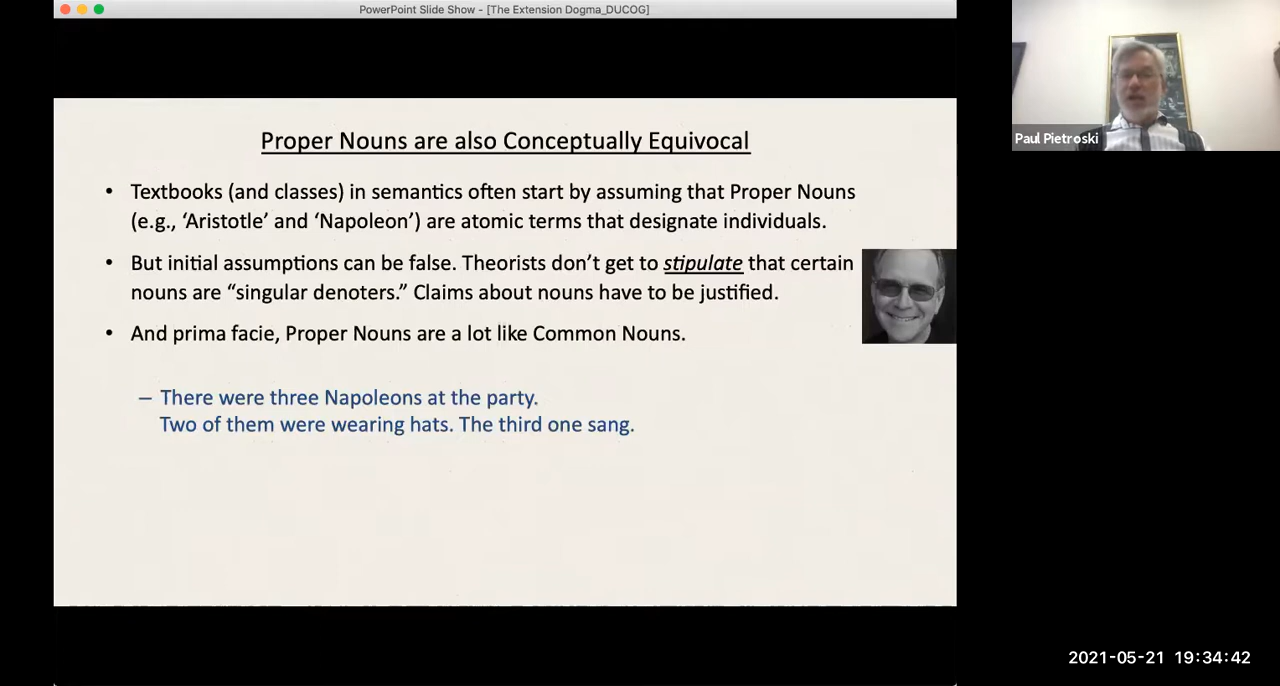 PowerPoint Slide Show - [The Extension Dogma_DUCOG]
Proper Nouns are also Conceptually Equivocal
• Textbooks (and classes) in semantics often start by assuming that Proper Nouns
(e.g., ‘Aristotle’ and ‘Napoleon’) are atomic terms that designate individuals.
• But initial assumptions can be false. Theorists don’t get to stipulate that certain
nouns are “singular denoters.” Claims about nouns have to be justified.
• And prima facie, Proper Nouns are a lot like Common Nouns.
– There were three Napoleons at the party.
Two of them were wearing hats. The third one sang.
Paul Pietroski
2021-05-21 19:34:42